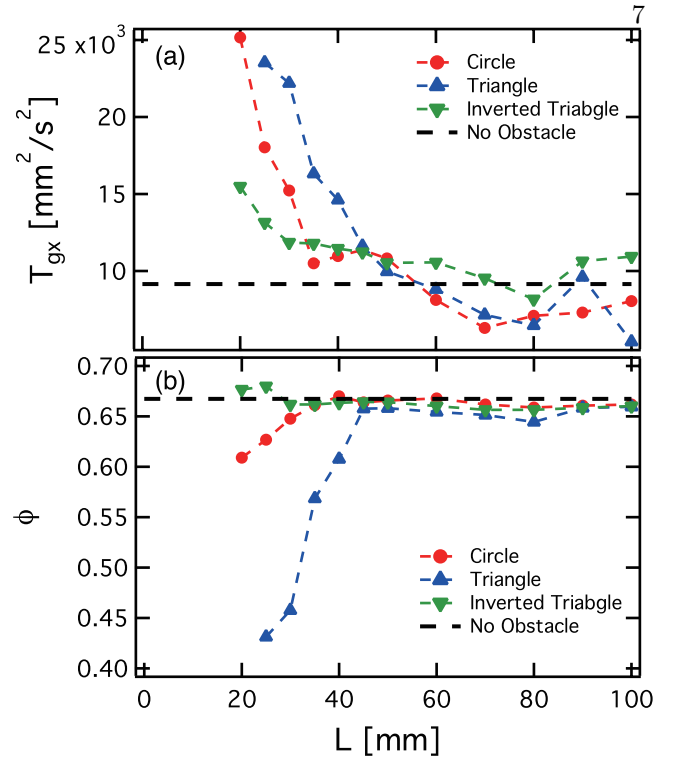 7
25 x10³
(a)
Circle
Triangle
Inverted Triabgle
No Obstacle
20
15
10
T_gx [mm²/s²]
0.70
(b)
0.65
0.60
0.55
0.50
0.45
0.40
ϕ
Circle
Triangle
Inverted Triabgle
No Obstacle
0 20 40 60 80 100
L [mm]